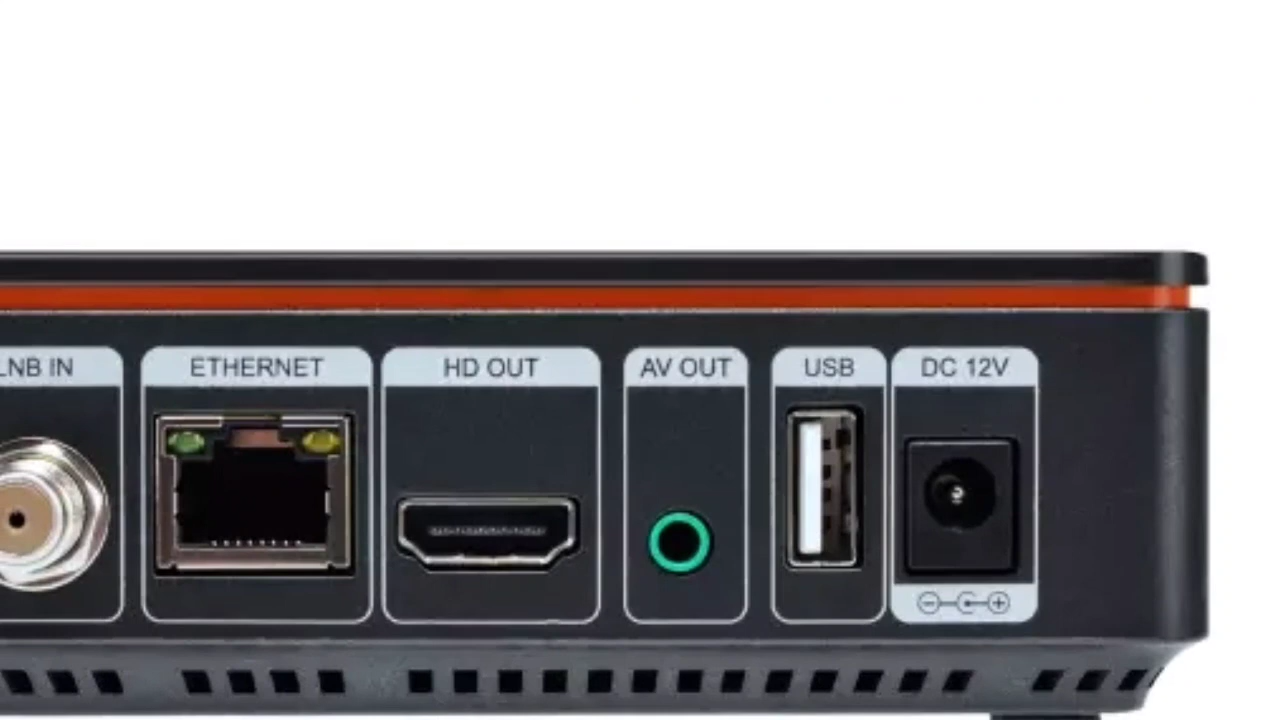 LNB IN
ETHERNET
HD OUT
AV OUT
USB
DC 12V